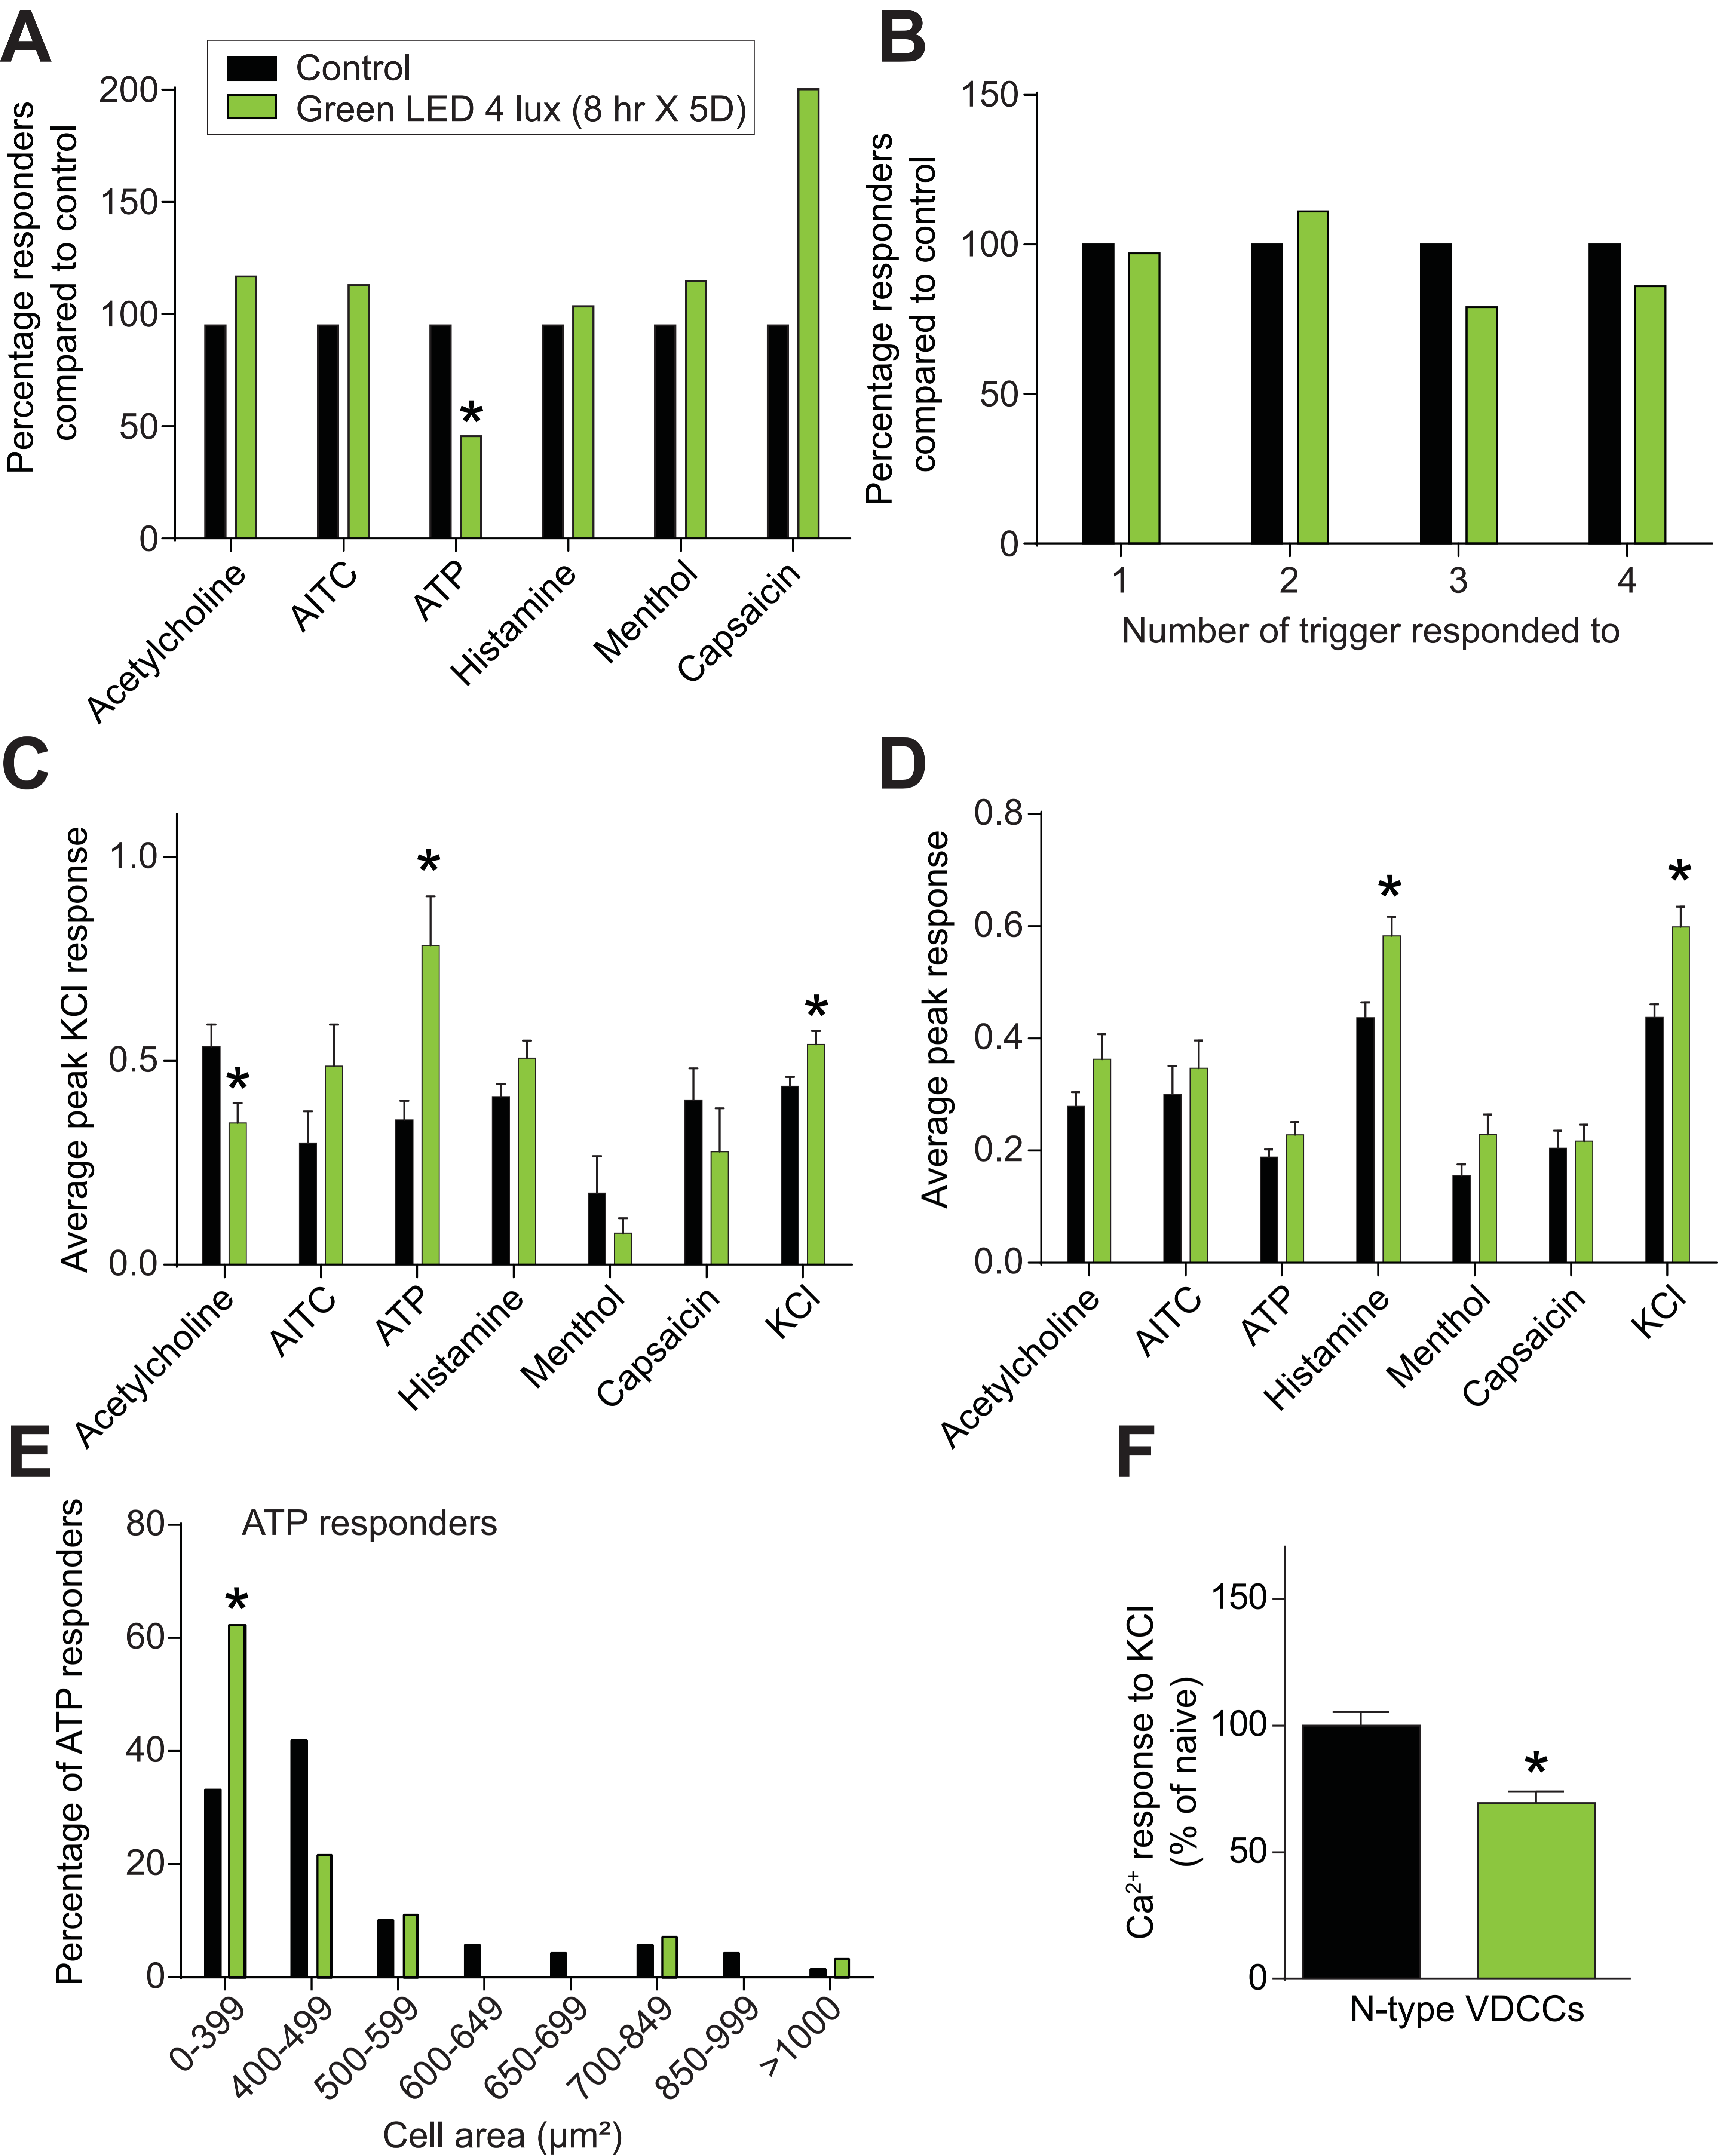 A
Control
Green LED 4 lux (8 hr X 5D)
Percentage responders
compared to control
200
150
100
50
0
*
Acetylcholine
AITC
ATP
Histamine
Menthol
Capsaicin
B
Percentage responders
compared to control
150
100
50
0
1
2
3
4
Number of trigger responded to
C
Average peak KCl response
1.0
0.5
0.0
*
*
*
Acetylcholine
AITC
ATP
Histamine
Menthol
Capsaicin
KCl
D
Average peak response
0.8
0.6
0.4
0.2
0.0
*
*
Acetylcholine
AITC
ATP
Histamine
Menthol
Capsaicin
KCl
E
ATP responders
Percentage of ATP responders
80
60
40
20
0
*
0-399
400-499
500-599
600-649
650-699
700-849
850-999
>1000
Cell area (µm²)
F
Ca²⁺ response to KCl
(% of naive)
150
100
50
0
*
N-type VDCCs